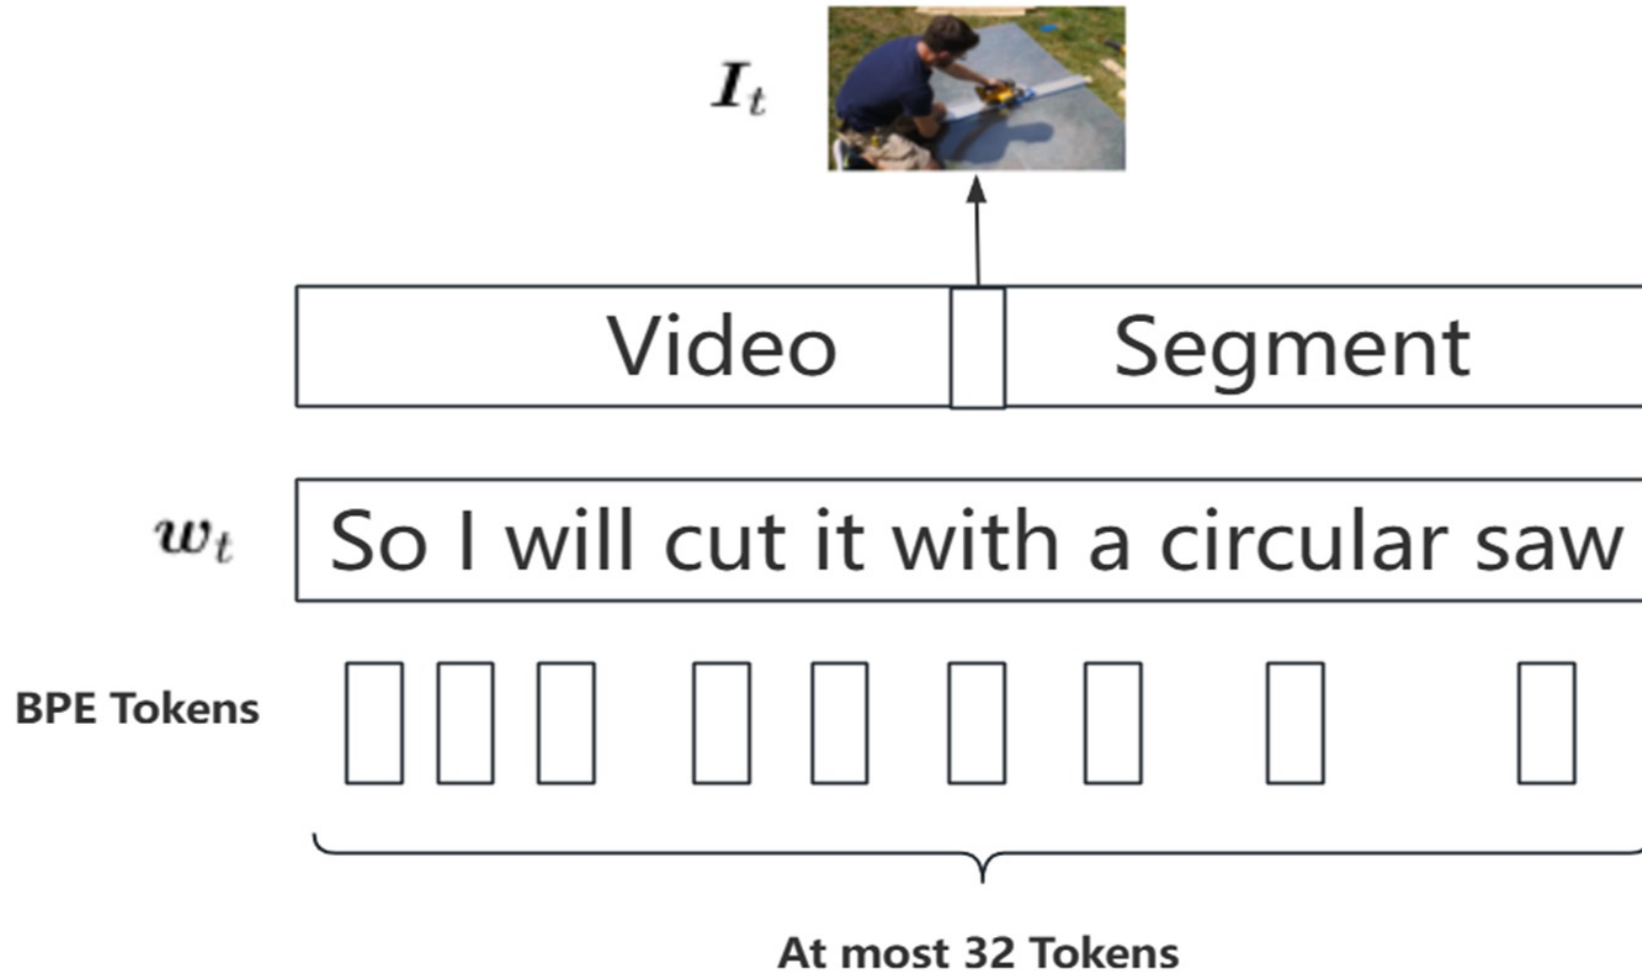 I_t
Video Segment
w_t So I will cut it with a circular saw
BPE Tokens
At most 32 Tokens